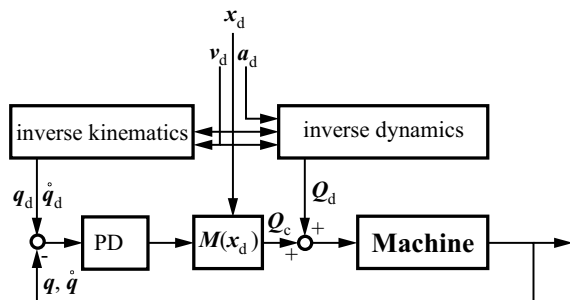 x_d
v_d a_d
inverse kinematics
inverse dynamics
q_d q̊_d
Q_d
PD
M(x_d)
Q_c
+
+
Machine
-
q, q̊